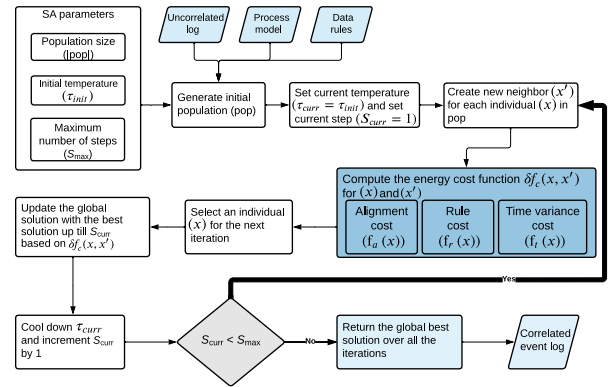 SA parameters
Population size
(|pop|)
Initial temperature
(τinit)
Maximum
number of steps
(Smax)
Uncorrelated
log
Process
model
Data
rules
Generate initial
population (pop)
Set current temperature
(τcurr = τinit) and set
current step (Scurr = 1)
Create new neighbor (x′)
for each individual (x) in
pop
Compute the energy cost function δfc(x, x′)
for (x) and (x′)
Alignment
cost
(fa (x))
Rule
cost
(fr (x))
Time variance
cost
(ft (x))
Select an individual
(x) for the next
iteration
Update the global
solution with the best
solution up till Scurr
based on δfc(x, x′)
Yes
Cool down τcurr
and increment Scurr
by 1
Scurr < Smax
No
Return the global best
solution over all the
iterations
Correlated
event log